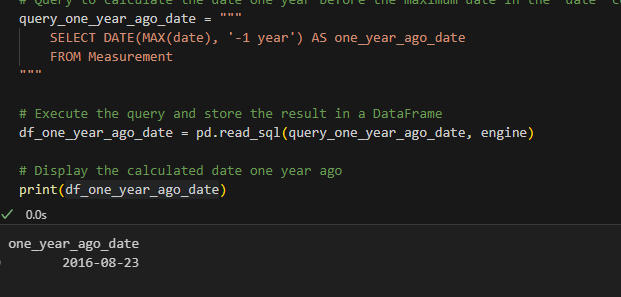 # Query to calculate the date one year before the maximum date in the 'date' c
query_one_year_ago_date = """
SELECT DATE(MAX(date), '-1 year') AS one_year_ago_date
FROM Measurement
"""
# Execute the query and store the result in a DataFrame
df_one_year_ago_date = pd.read_sql(query_one_year_ago_date, engine)
# Display the calculated date one year ago
print(df_one_year_ago_date)
0.0s
one_year_ago_date
2016-08-23